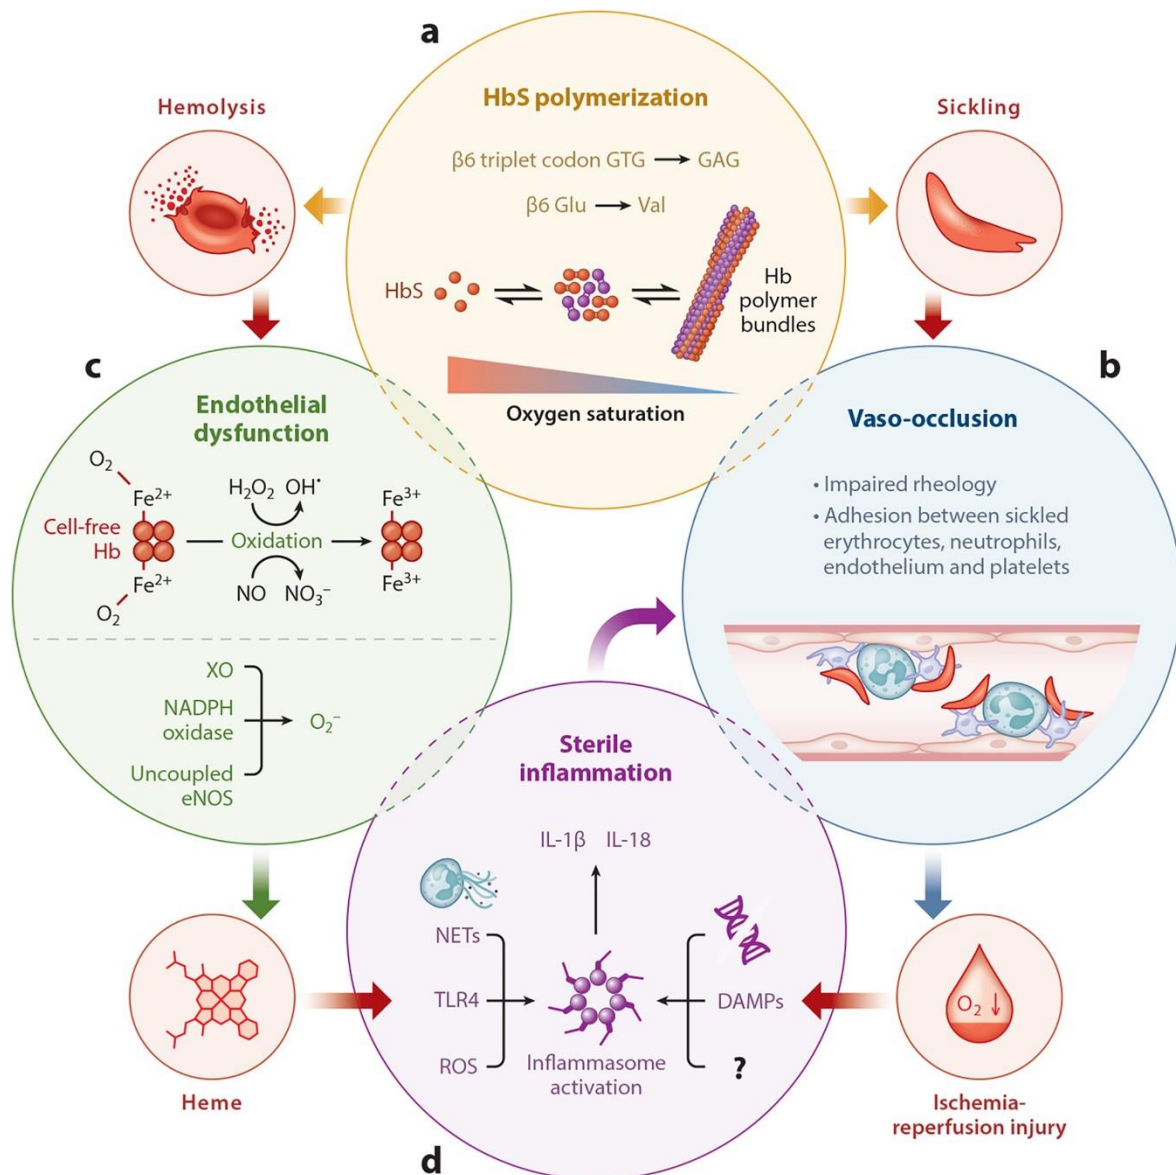 a
Hemolysis
HbS polymerization
Sickling
β6 triplet codon GTG → GAG
β6 Glu → Val
HbS
Hb
polymer
bundles
Oxygen saturation
c
Endothelial
dysfunction
O₂
Fe²⁺
Cell-free
Hb
Fe²⁺
O₂
H₂O₂ OH•
Oxidation
NO NO₃⁻
Fe³⁺
Fe³⁺
XO
NADPH
oxidase
Uncoupled
eNOS
O₂⁻
b
Vaso-occlusion
• Impaired rheology
• Adhesion between sickled
erythrocytes, neutrophils,
endothelium and platelets
Sterile
inflammation
IL-1β IL-18
NETs
TLR4
ROS
Inflammasome
activation
DAMPs
?
Heme
O₂ ↓
Ischemia-
reperfusion injury
d